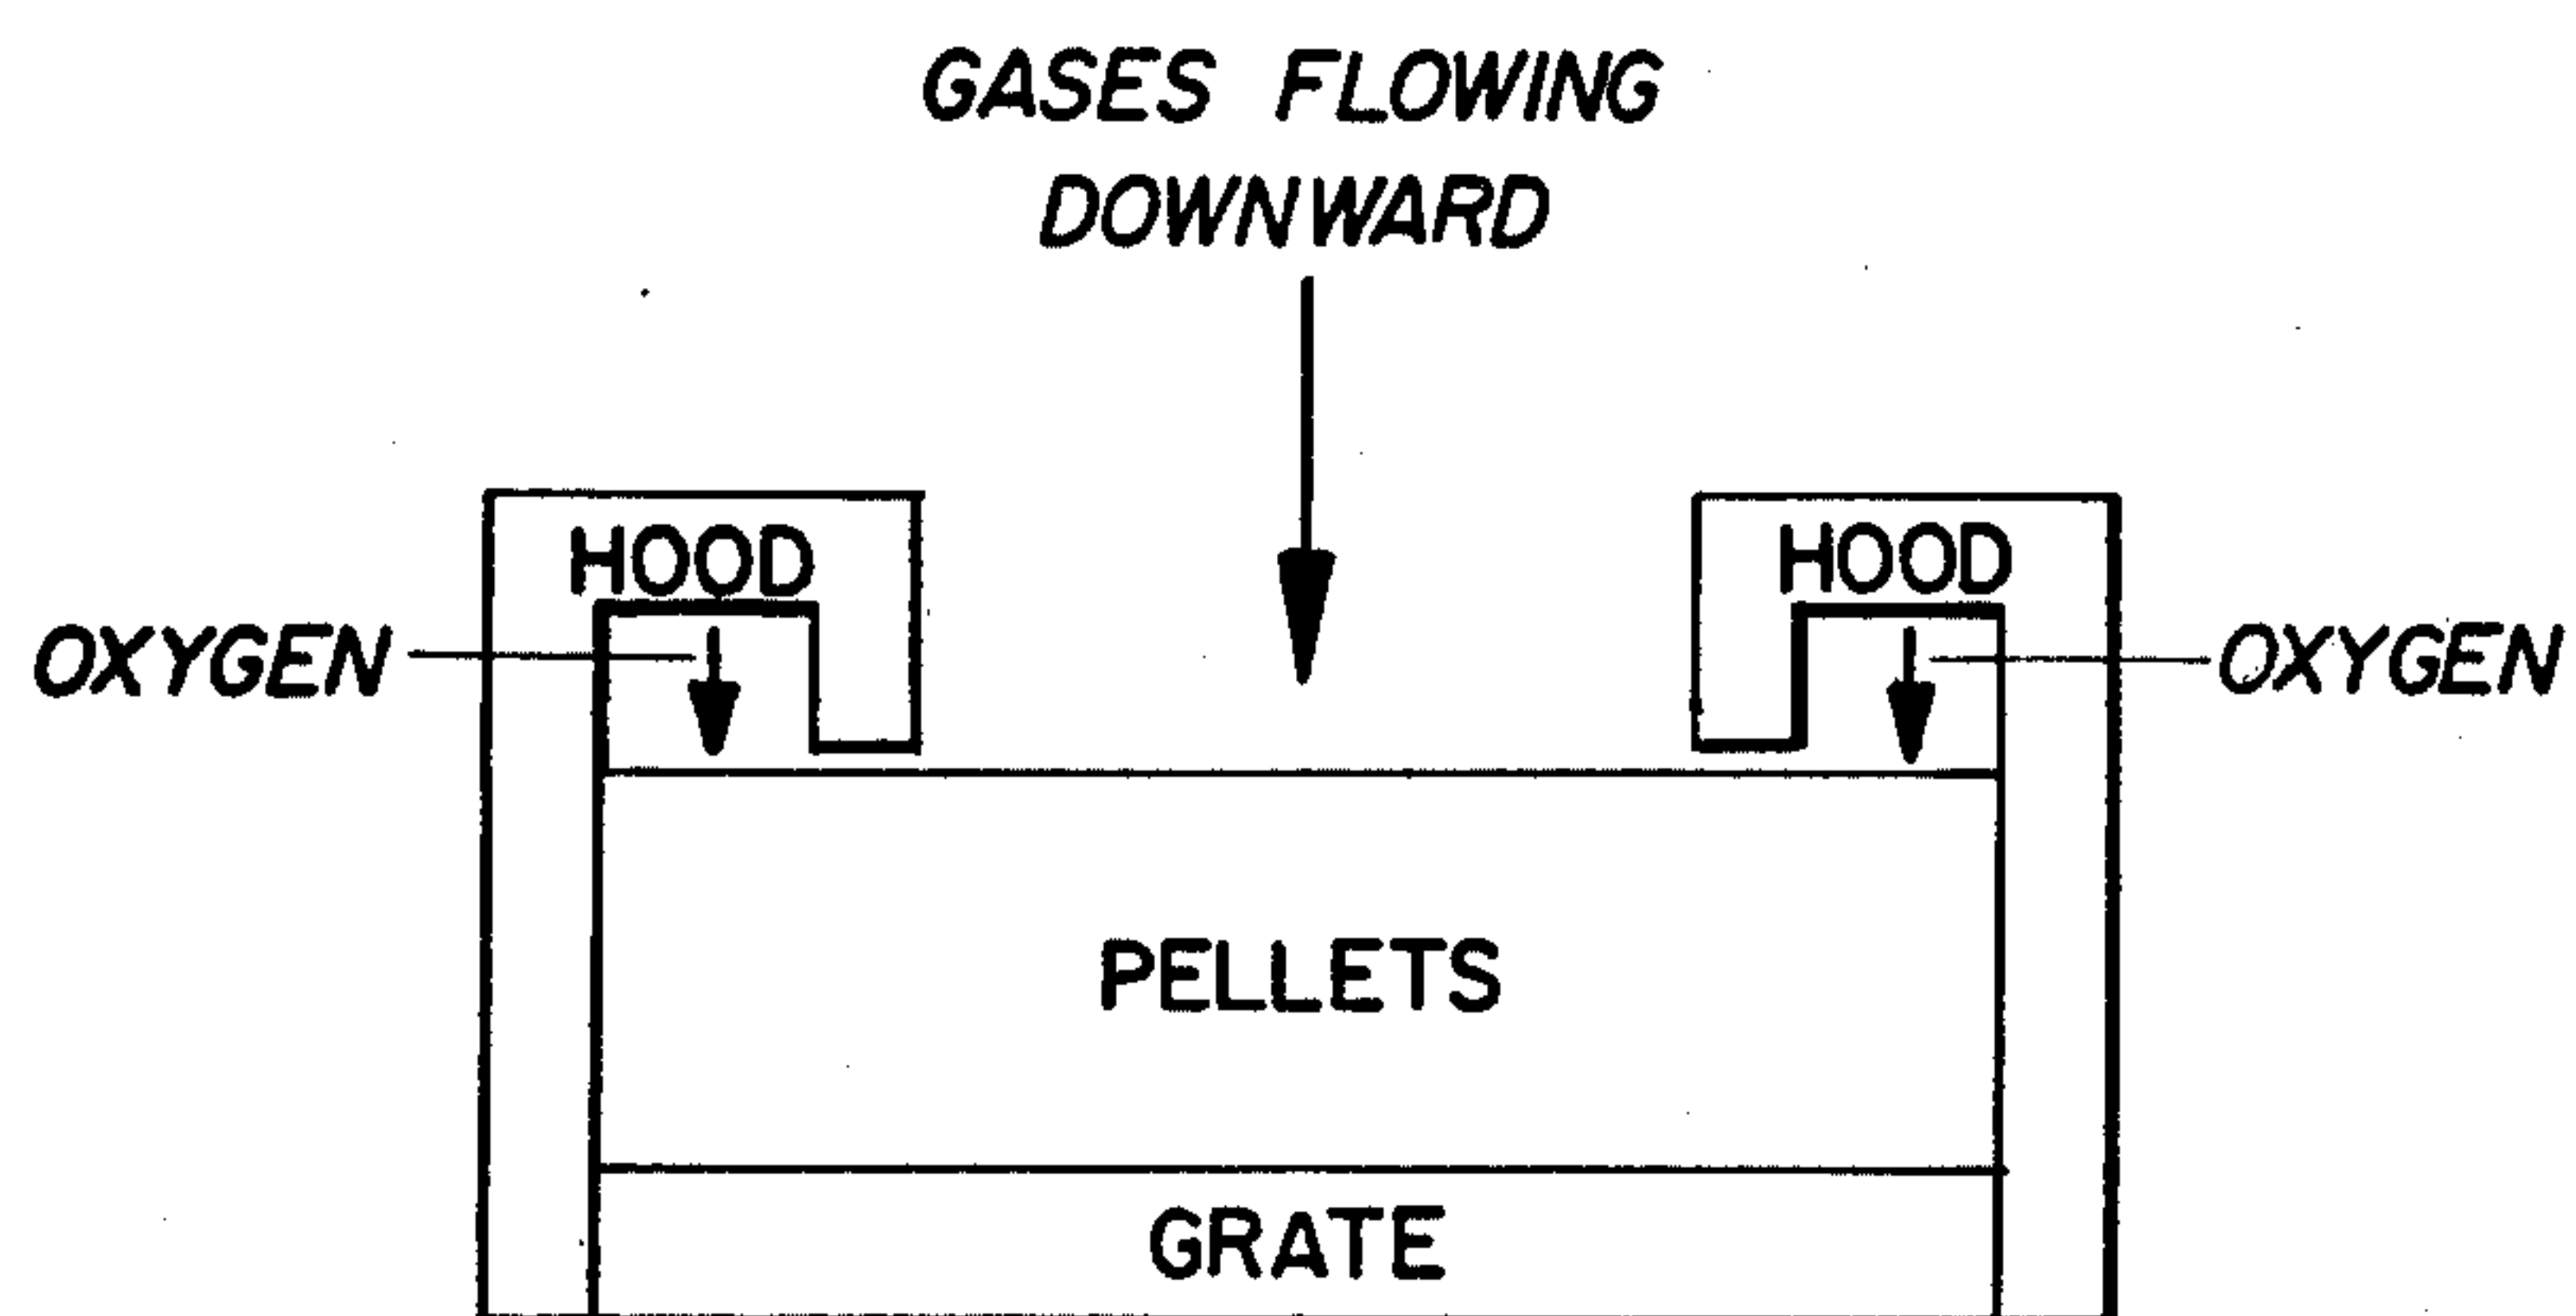 GASES FLOWING
DOWNWARD
HOOD
HOOD
OXYGEN
OXYGEN
PELLETS
GRATE